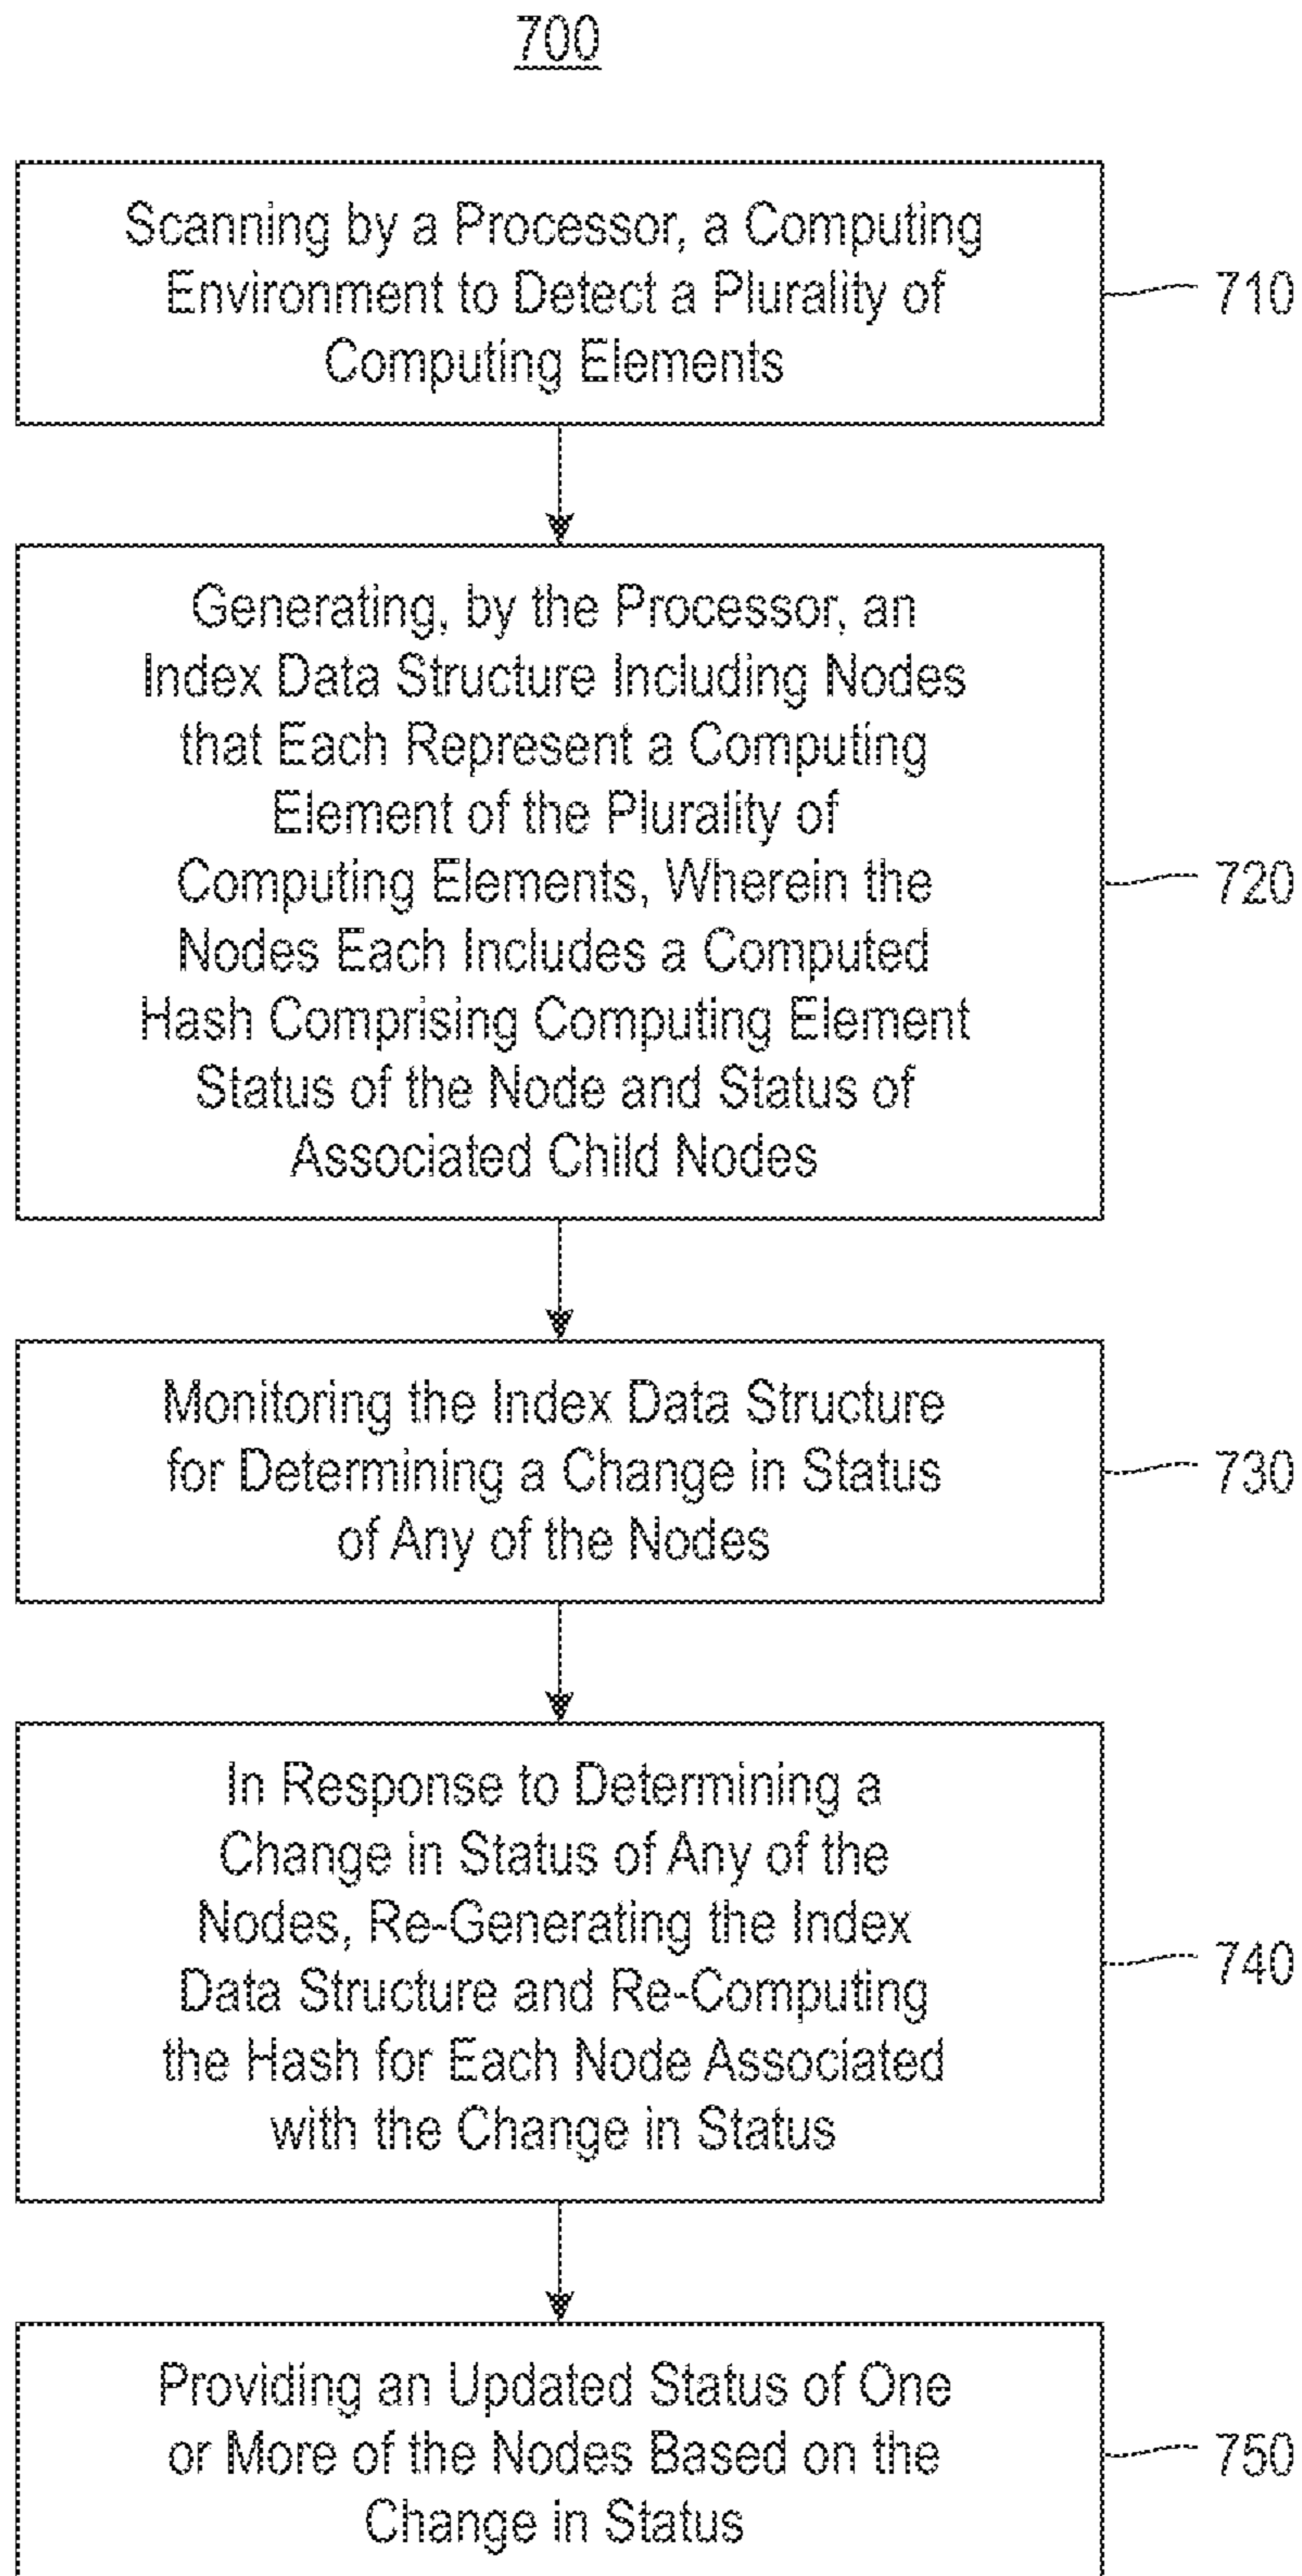 700
Scanning by a Processor, a Computing
Environment to Detect a Plurality of
Computing Elements
710
Generating, by the Processor, an
Index Data Structure Including Nodes
that Each Represent a Computing
Element of the Plurality of
Computing Elements, Wherein the
Nodes Each Includes a Computed
Hash Comprising Computing Element
Status of the Node and Status of
Associated Child Nodes
720
Monitoring the Index Data Structure
for Determining a Change in Status
of Any of the Nodes
730
In Response to Determining a
Change in Status of Any of the
Nodes, Re-Generating the Index
Data Structure and Re-Computing
the Hash for Each Node Associated
with the Change in Status
740
Providing an Updated Status of One
or More of the Nodes Based on the
Change in Status
750